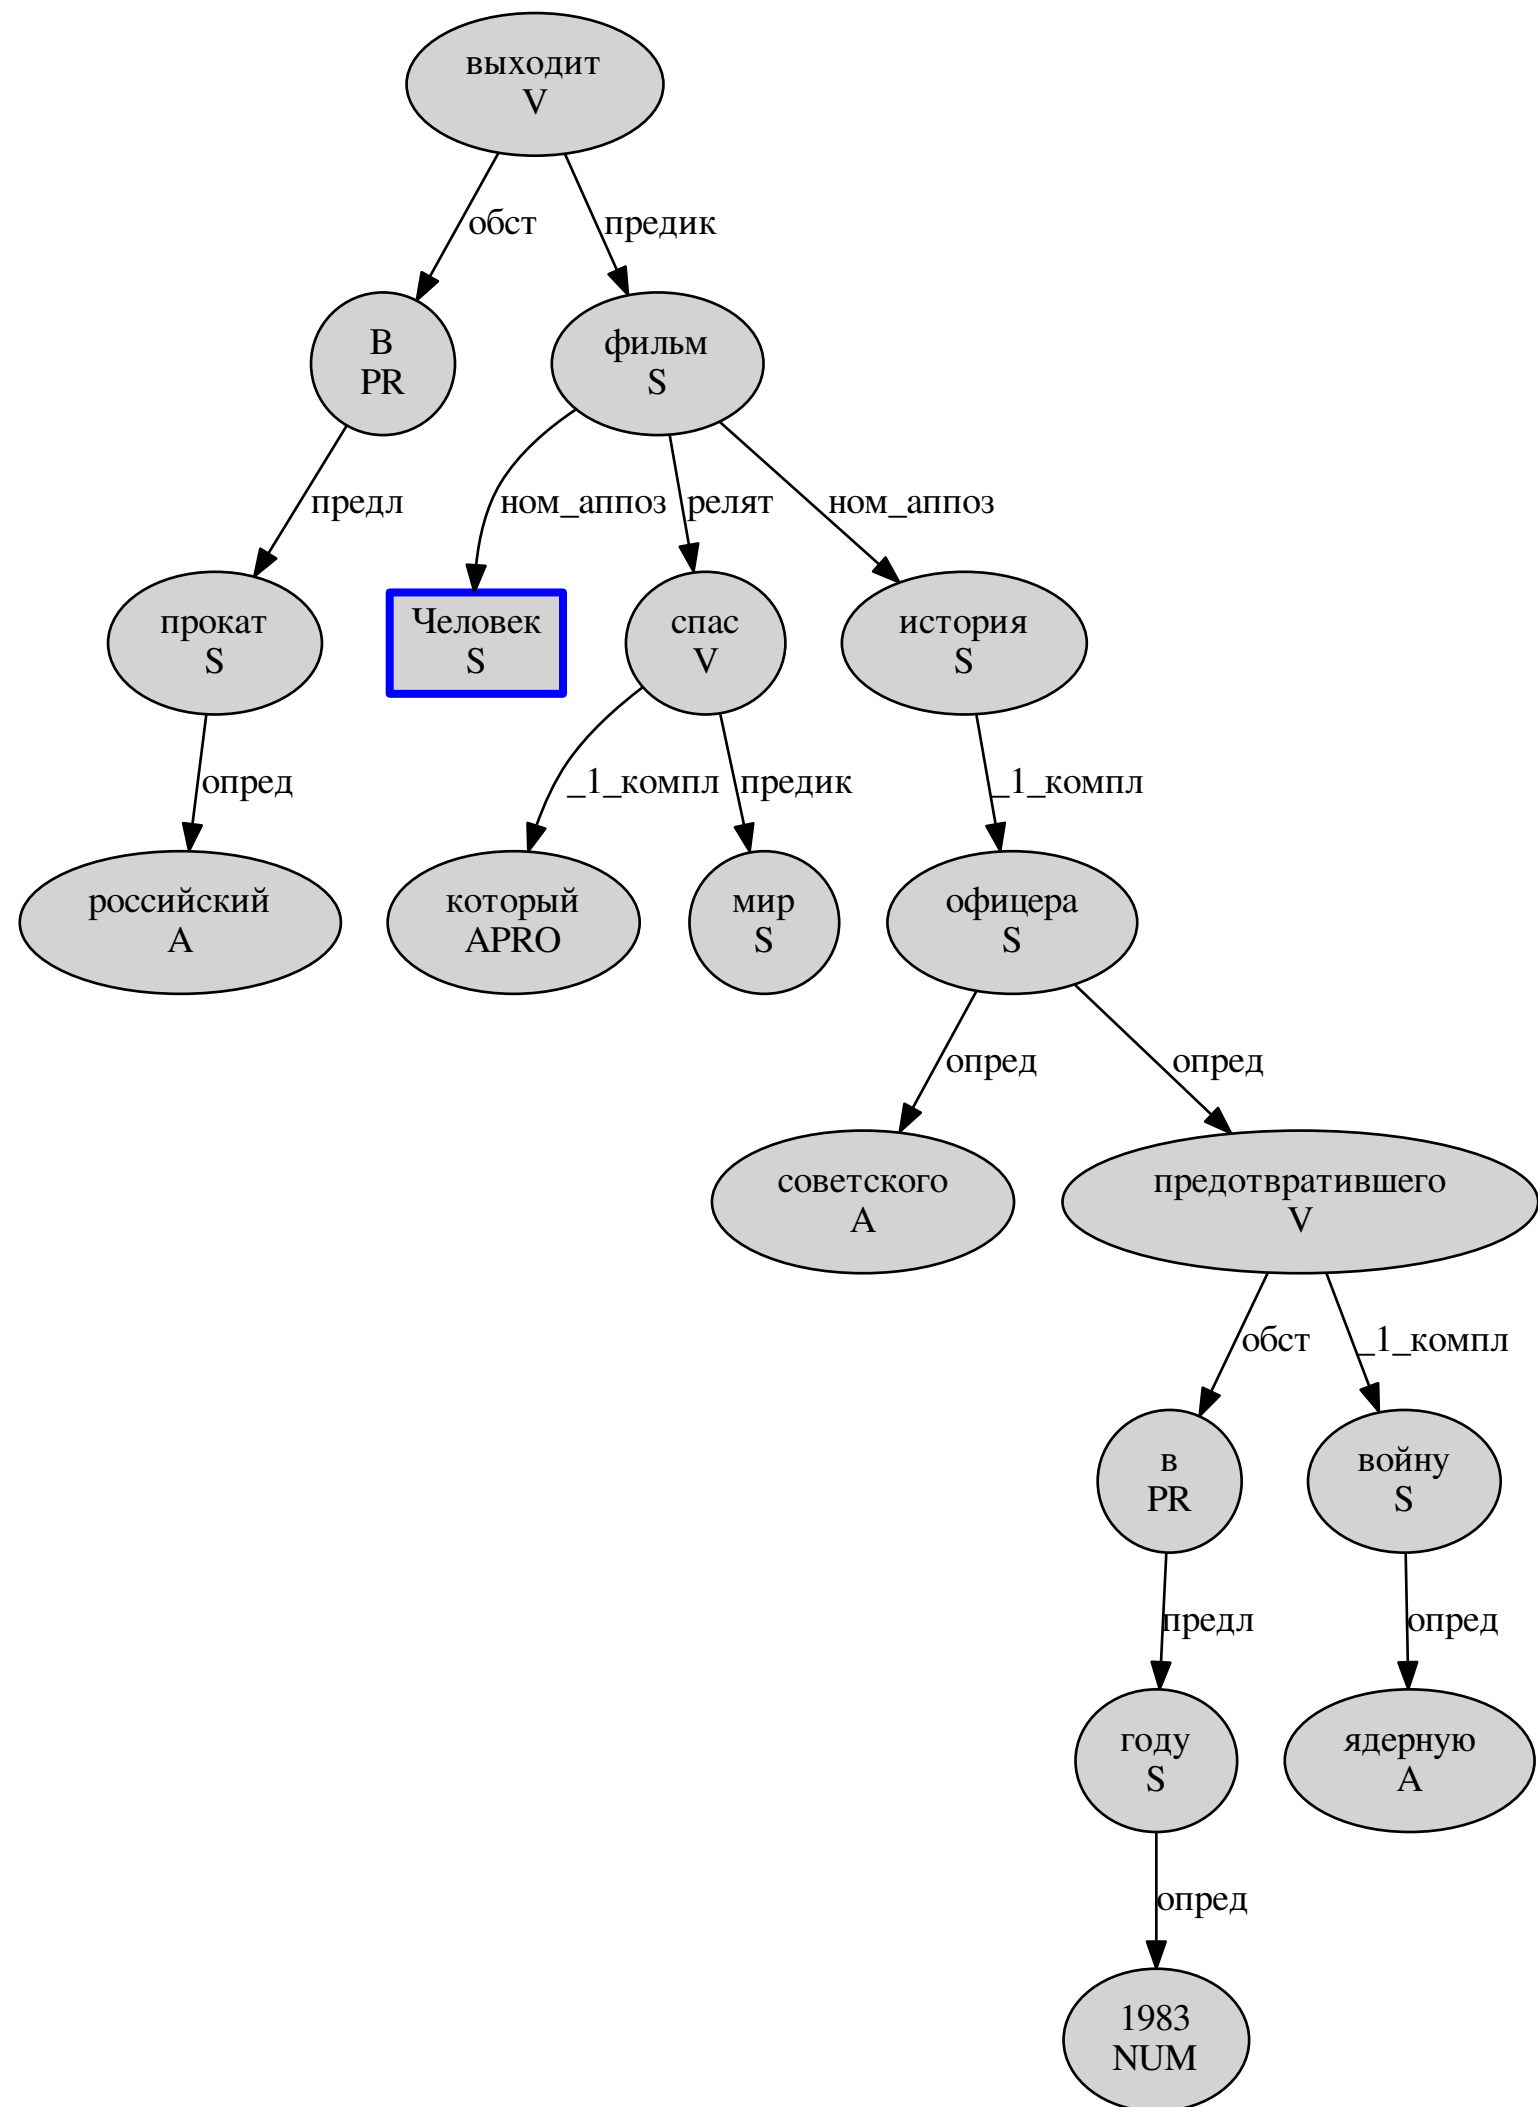 выходит
V
обст
предик
В
PR
фильм
S
предл
ном_аппоз
релят
ном_аппоз
прокат
S
Человек
S
спас
V
история
S
опред
_1_компл
предик
_1_компл
российский
A
который
APRO
мир
S
офицера
S
опред
опред
советского
A
предотвратившего
V
обст
_1_компл
в
PR
войну
S
предл
опред
году
S
ядерную
A
опред
1983
NUM